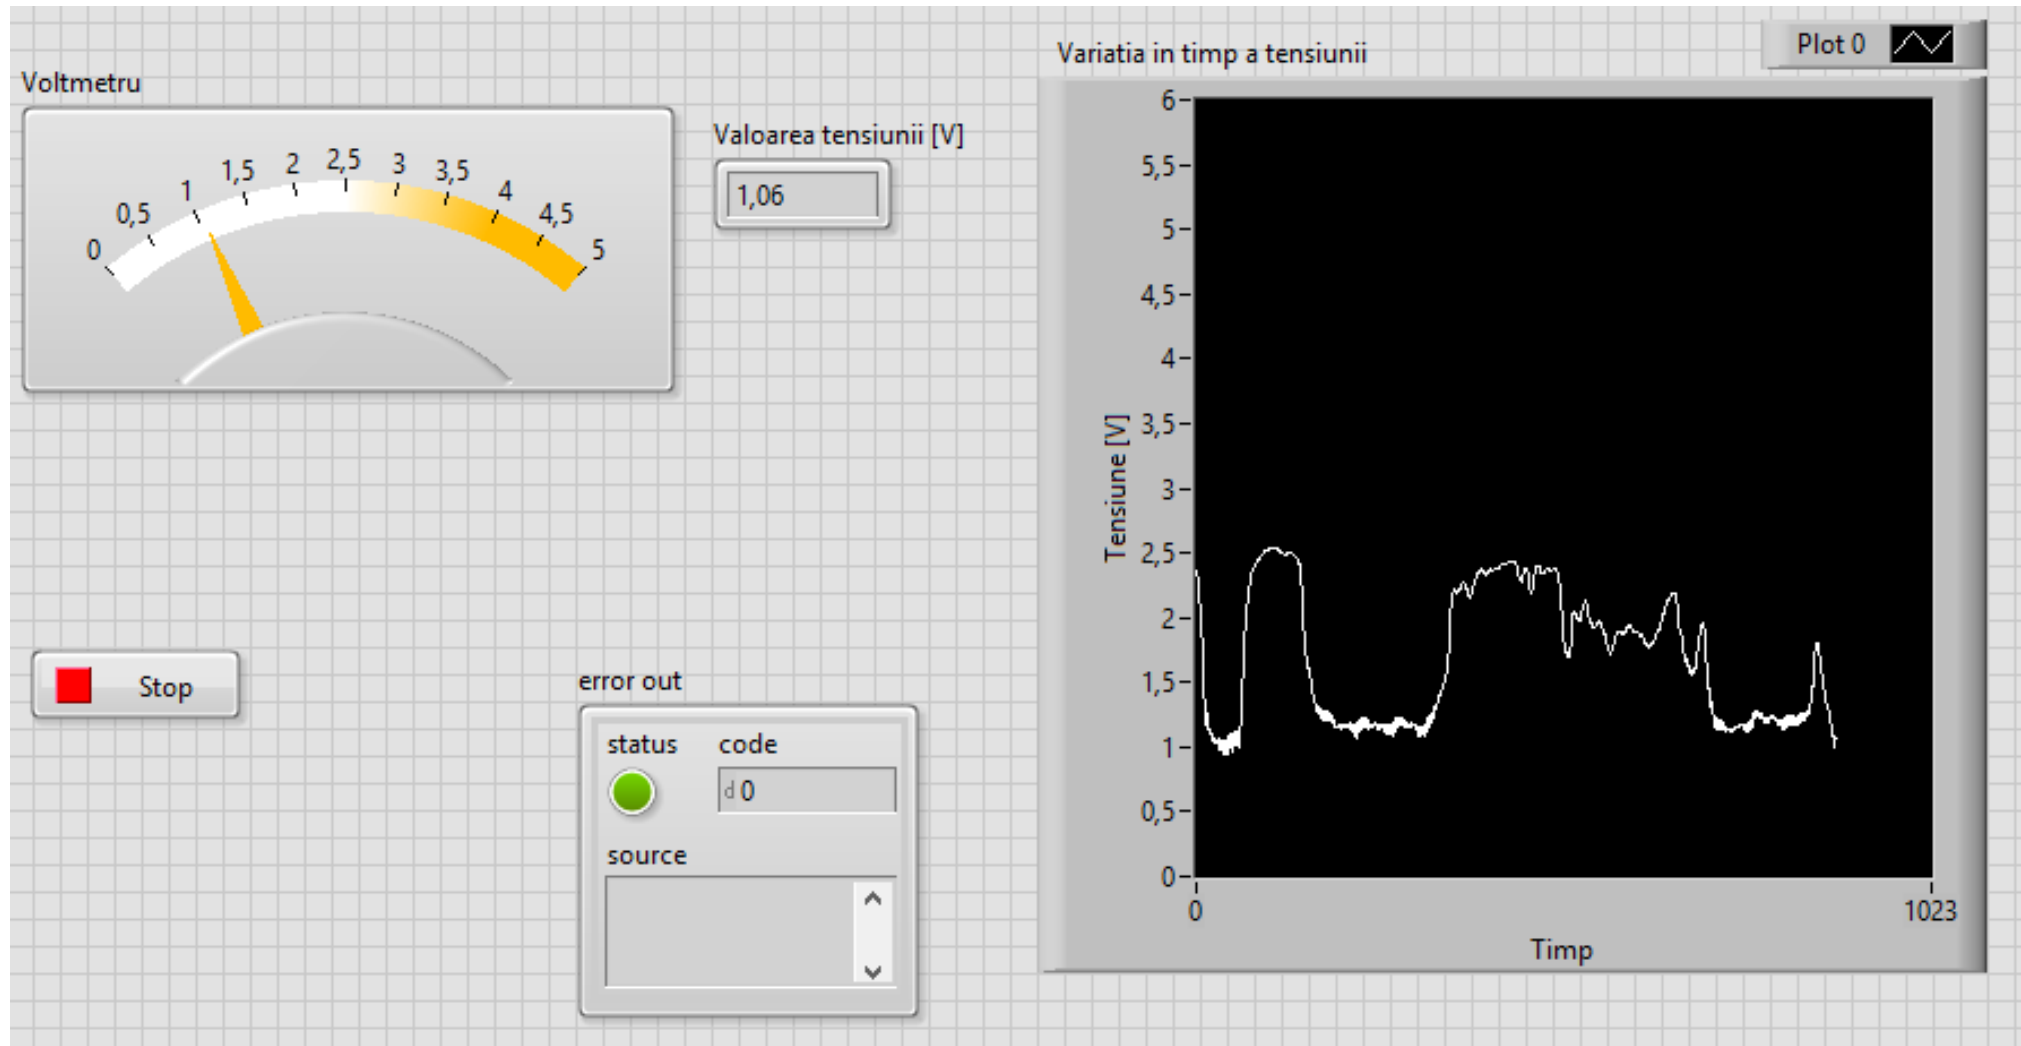 Voltmetru
0
0,5
1
1,5
2
2,5
3
3,5
4
4,5
5
Valoarea tensiunii [V]
1,06
Stop
error out
status code
d 0
source
Variatia in timp a tensiunii
Plot 0
6
5,5
5
4,5
4
3,5
3
2,5
2
1,5
1
0,5
0
Tensiune [V]
0 1023
Timp